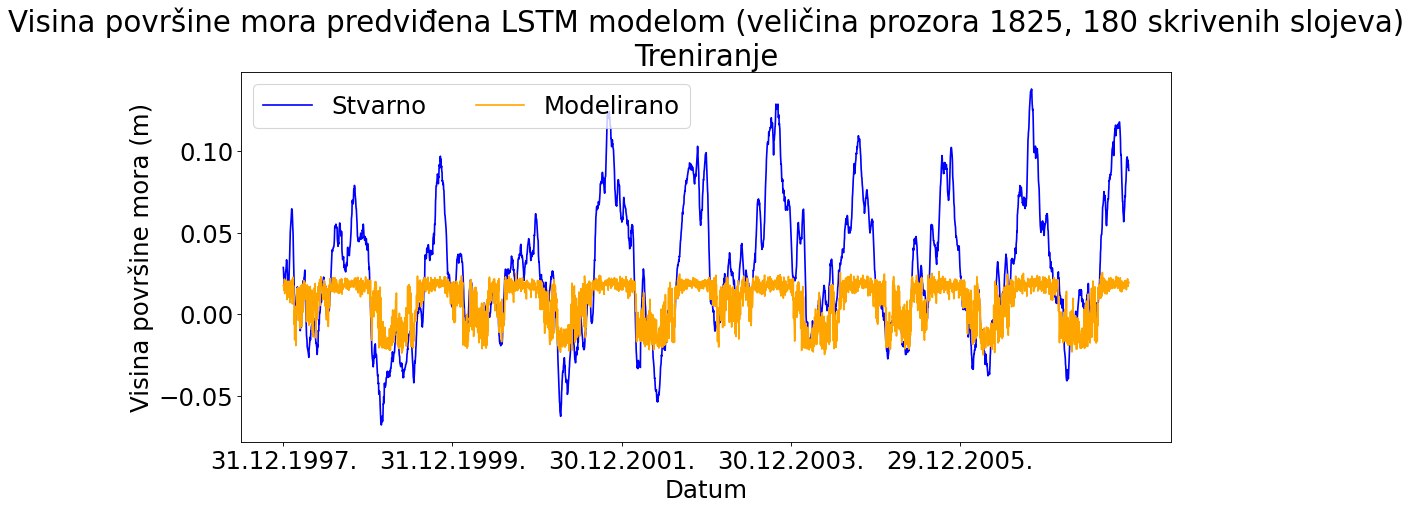 Visina površine mora predviđena LSTM modelom (veličina prozora 1825, 180 skrivenih slojeva)
Treniranje
Stvarno Modelirano
Visina površine mora (m)
0.10
0.05
0.00
−0.05
31.12.1997. 31.12.1999. 30.12.2001. 30.12.2003. 29.12.2005.
Datum